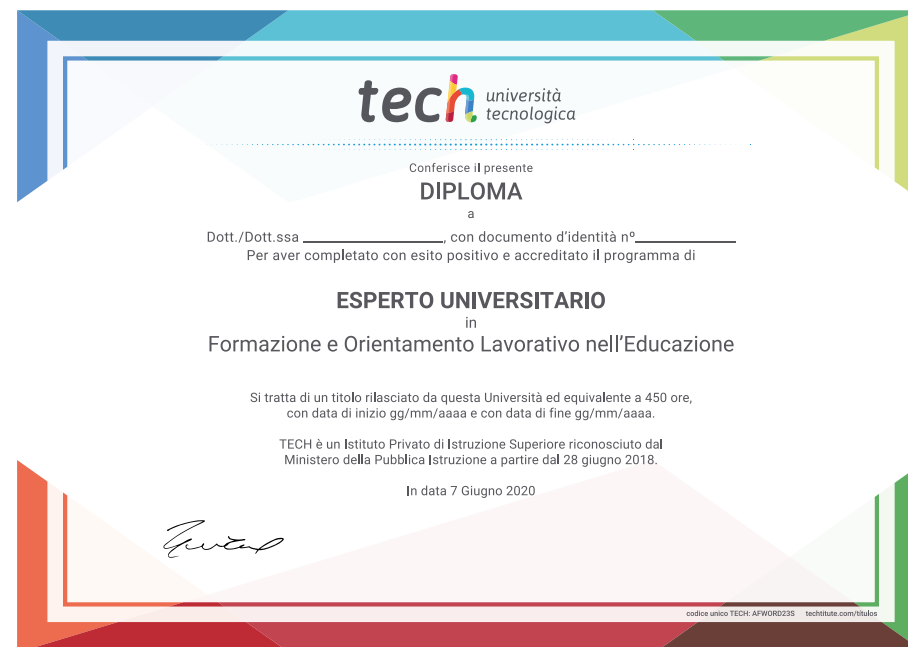 tech università
tecnologica
Conferisce il presente
DIPLOMA
a
Dott./Dott.ssa ____________________, con documento d'identità nº______________
Per aver completato con esito positivo e accreditato il programma di
ESPERTO UNIVERSITARIO
in
Formazione e Orientamento Lavorativo nell'Educazione
Si tratta di un titolo rilasciato da questa Università ed equivalente a 450 ore,
con data di inizio gg/mm/aaaa e con data di fine gg/mm/aaaa.
TECH è un Istituto Privato di Istruzione Superiore riconosciuto dal
Ministero della Pubblica Istruzione a partire dal 28 giugno 2018.
In data 7 Giugno 2020
codice unico TECH: AFWORD23S techtitute.com/titulos